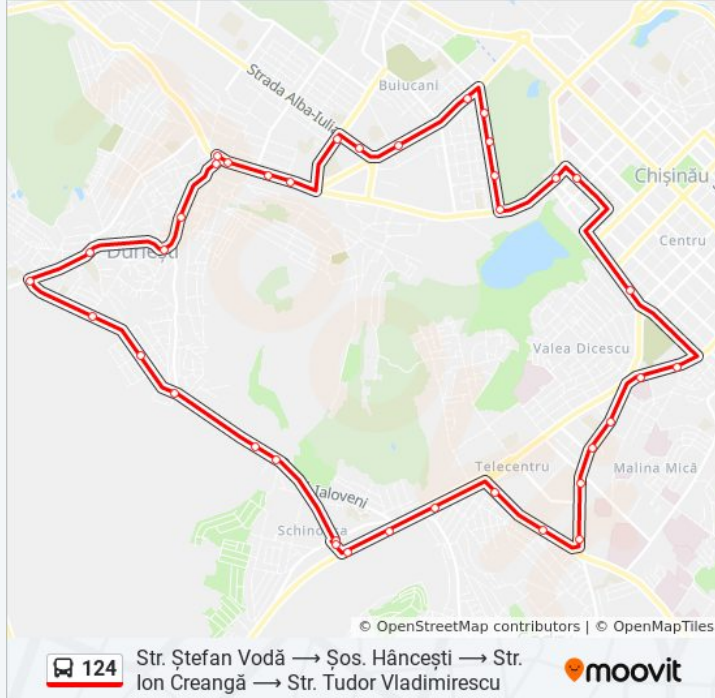 Strada Alba-Iulia
Buiucani
Chișinău
Centru
Durlești
Valea Dicescu
Telecentru
Malina Mică
Ialoveni
© OpenStreetMap contributors | © OpenMapTiles
124
Str. Ștefan Vodă ⟶ Șos. Hâncești ⟶ Str.
Ion Creangă ⟶ Str. Tudor Vladimirescu
moovit